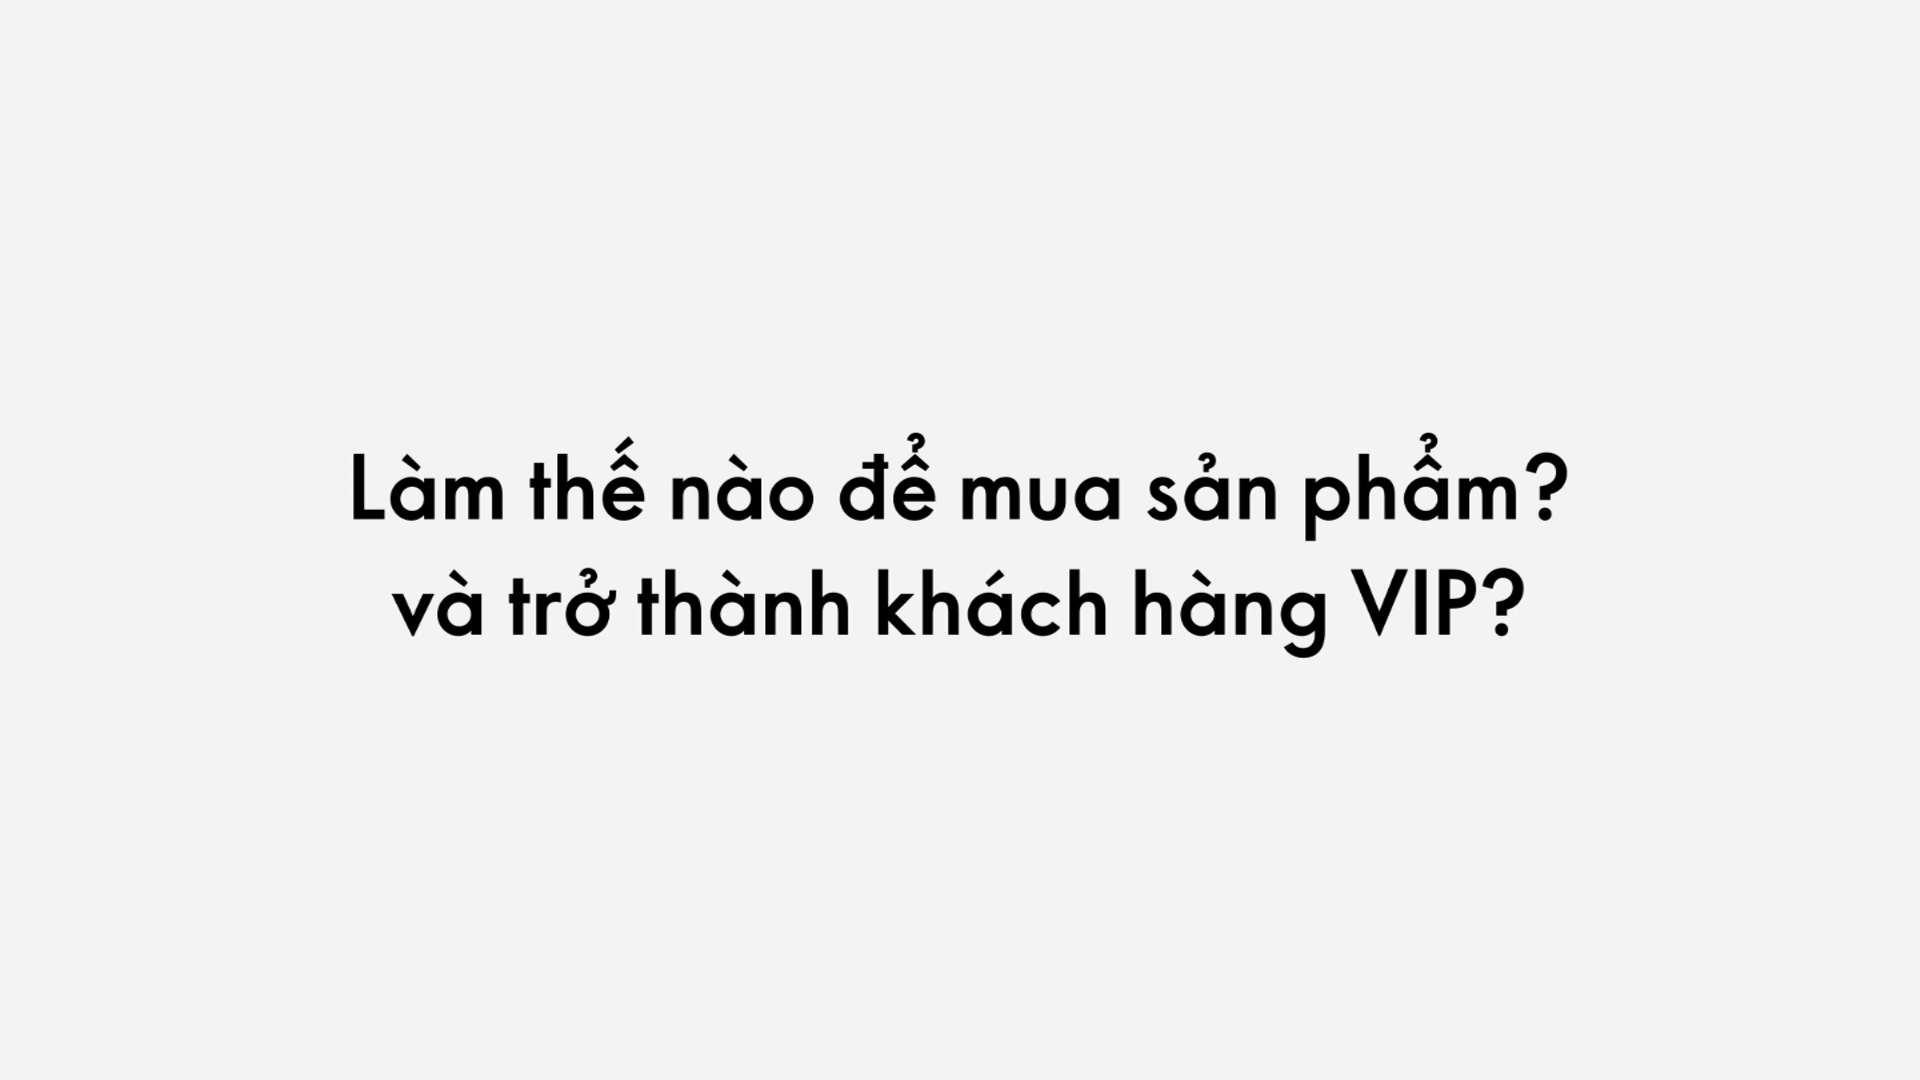 Làm thế nào để mua sản phẩm?
và trở thành khách hàng VIP?